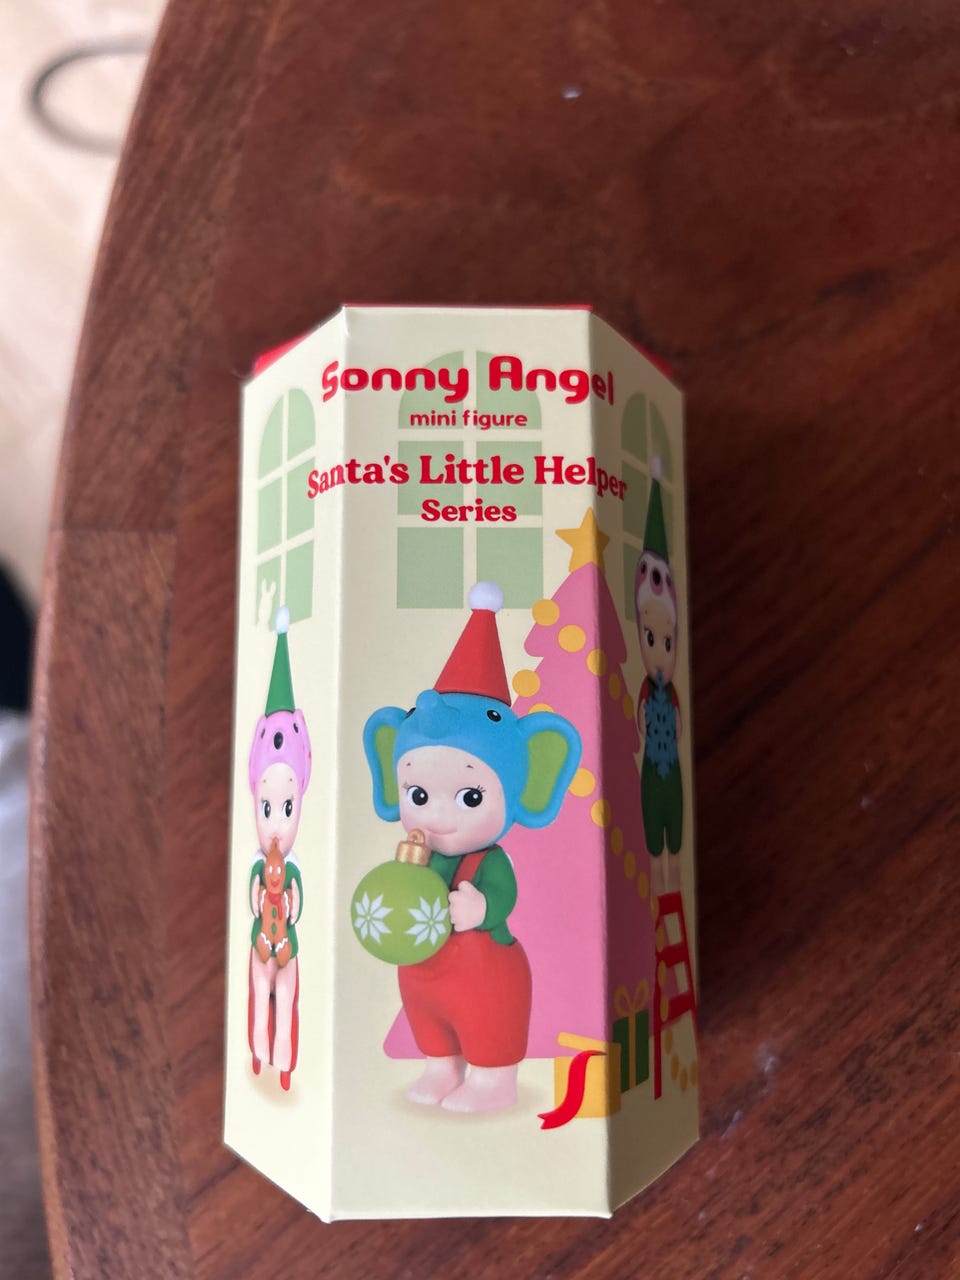 Sonny Angel
mini figure
Santa's Little Helper
Series